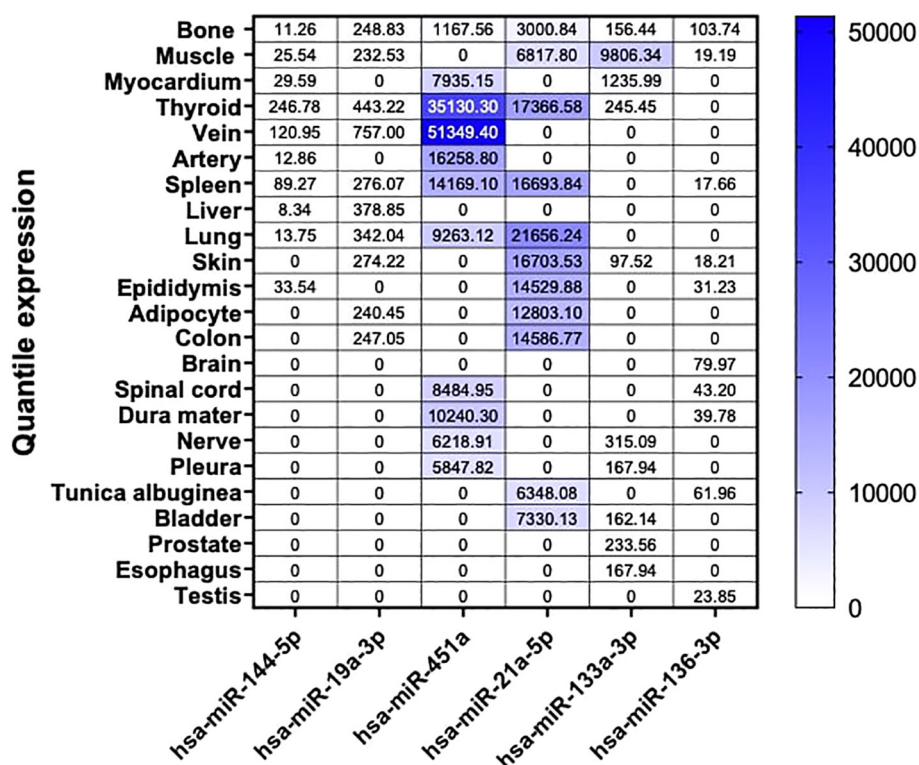 Quantile expression
Bone 11.26 248.83 1167.56 3000.84 156.44 103.74
Muscle 25.54 232.53 0 6817.80 9806.34 19.19
Myocardium 29.59 0 7935.15 0 1235.99 0
Thyroid 246.78 443.22 35130.30 17366.58 245.45 0
Vein 120.95 757.00 51349.40 0 0 0
Artery 12.86 0 16258.80 0 0 0
Spleen 89.27 276.07 14169.10 16693.84 0 17.66
Liver 8.34 378.85 0 0 0 0
Lung 13.75 342.04 9263.12 21656.24 0 0
Skin 0 274.22 0 16703.53 97.52 18.21
Epididymis 33.54 0 0 14529.88 0 31.23
Adipocyte 0 240.45 0 12803.10 0 0
Colon 0 247.05 0 14586.77 0 0
Brain 0 0 0 0 0 79.97
Spinal cord 0 0 8484.95 0 0 43.20
Dura mater 0 0 10240.30 0 0 39.78
Nerve 0 0 6218.91 0 315.09 0
Pleura 0 0 5847.82 0 167.94 0
Tunica albuginea 0 0 0 6348.08 0 61.96
Bladder 0 0 0 7330.13 162.14 0
Prostate 0 0 0 0 233.56 0
Esophagus 0 0 0 0 167.94 0
Testis 0 0 0 0 0 23.85
hsa-miR-144-5p
hsa-miR-19a-3p
hsa-miR-451a
hsa-miR-21a-5p
hsa-miR-133a-3p
hsa-miR-136-3p
50000
40000
30000
20000
10000
0